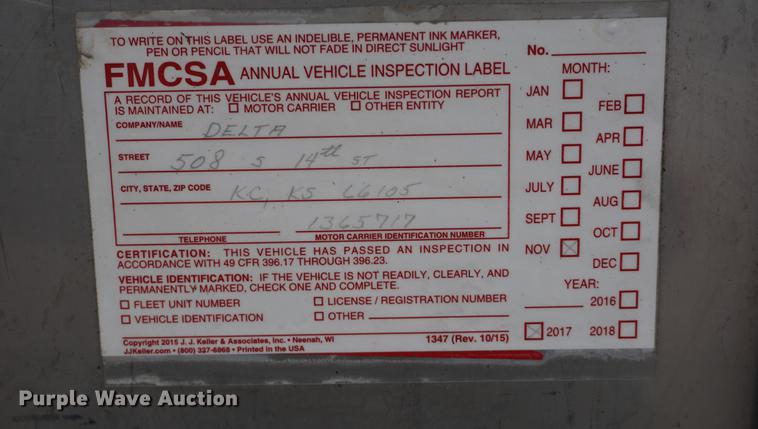 TO WRITE ON THIS LABEL USE AN INDELIBLE, PERMANENT INK MARKER,
PEN OR PENCIL THAT WILL NOT FADE IN DIRECT SUNLIGHT
FMCSA ANNUAL VEHICLE INSPECTION LABEL
A RECORD OF THIS VEHICLE'S ANNUAL VEHICLE INSPECTION REPORT
IS MAINTAINED AT: ☐ MOTOR CARRIER ☐ OTHER ENTITY
COMPANY/NAME DELTA
STREET 508 S 14th ST
CITY, STATE, ZIP CODE K.C, KS 66105
1365717
TELEPHONE MOTOR CARRIER IDENTIFICATION NUMBER
CERTIFICATION: THIS VEHICLE HAS PASSED AN INSPECTION IN
ACCORDANCE WITH 49 CFR 396.17 THROUGH 396.23.
VEHICLE IDENTIFICATION: IF THE VEHICLE IS NOT READILY, CLEARLY, AND
PERMANENTLY MARKED, CHECK ONE AND COMPLETE.
☐ FLEET UNIT NUMBER ☐ LICENSE / REGISTRATION NUMBER
☐ VEHICLE IDENTIFICATION ☐ OTHER
Copyright 2015 J. J. Keller & Associates, Inc. • Neenah, WI 1347 (Rev. 10/15)
JJKeller.com • (800) 327-6868 • Printed in the USA
No.
MONTH:
JAN ☐
FEB ☐
MAR ☐
APR ☐
MAY ☐
JUNE ☐
JULY ☐
AUG ☐
SEPT ☐
OCT ☐
NOV ☒
DEC ☐
YEAR:
2016 ☐
☒ 2017 2018 ☐
Purple Wave Auction